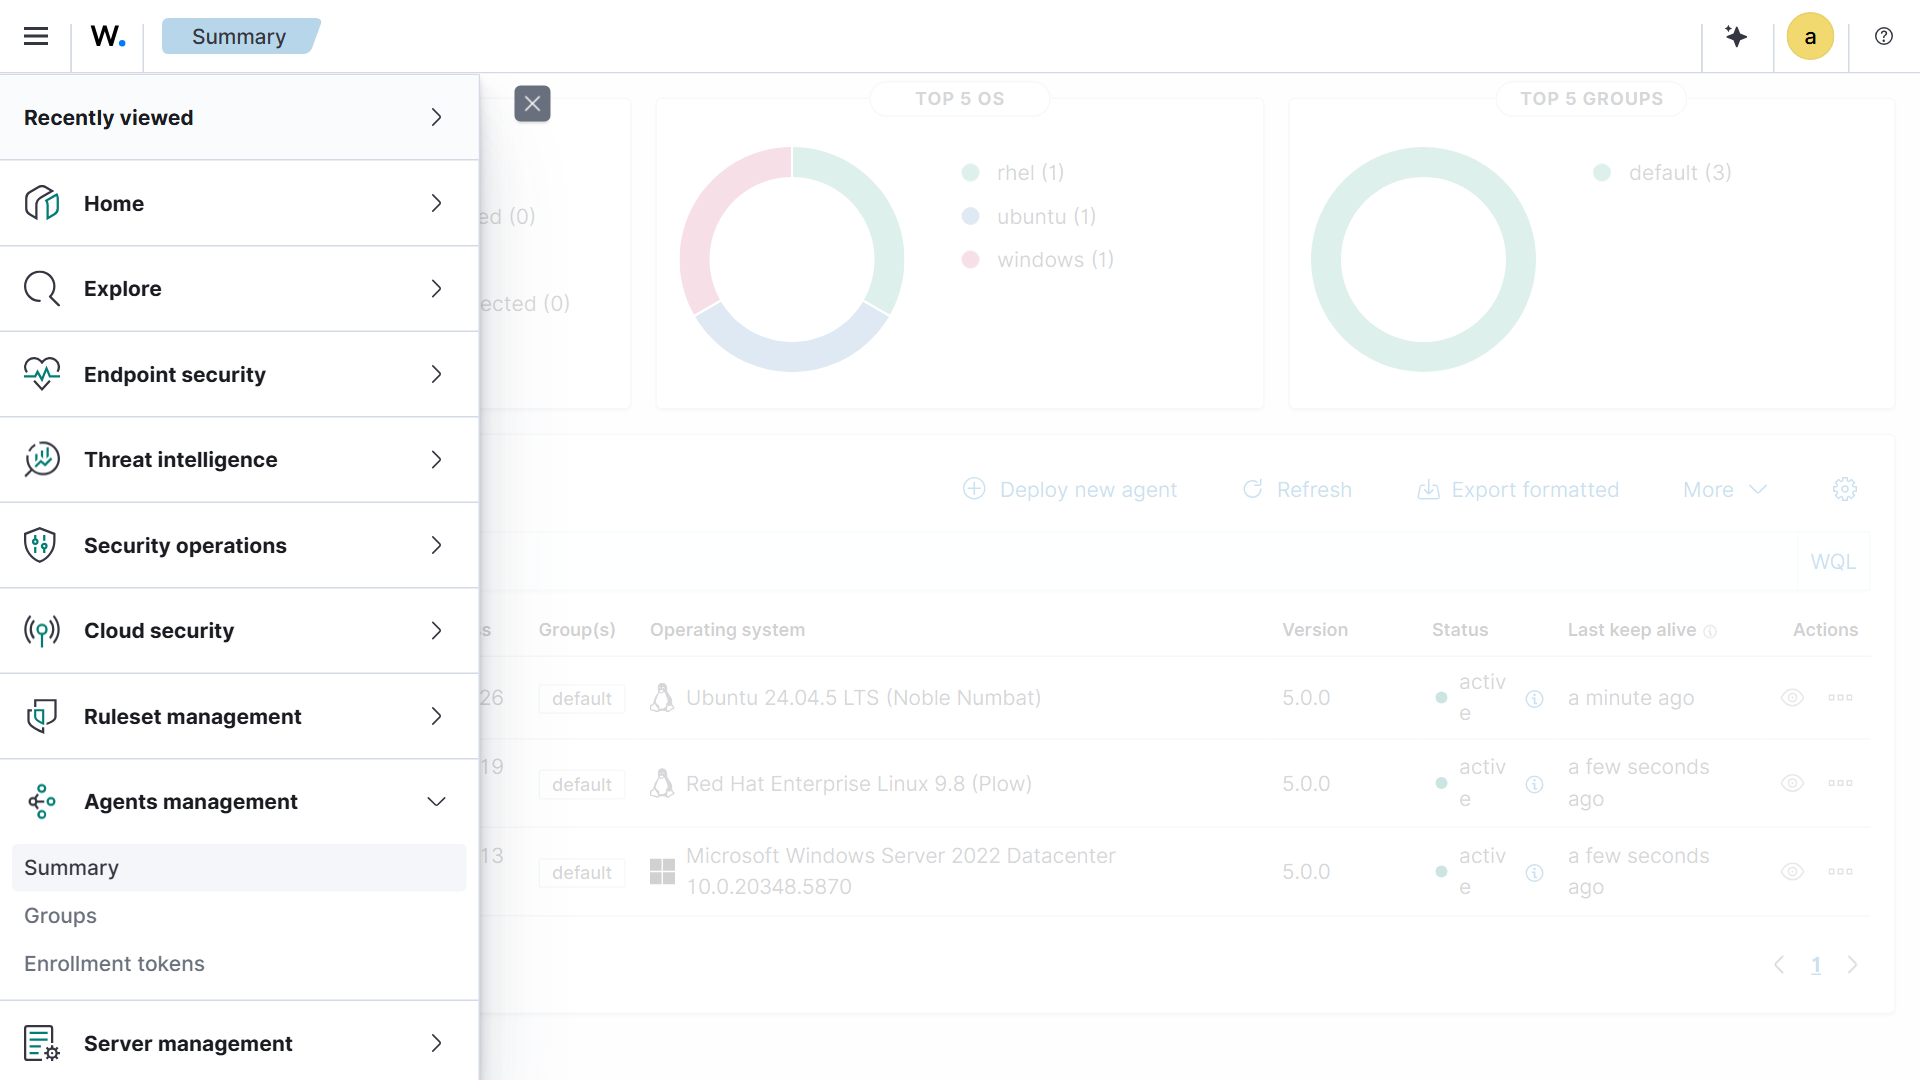 W.
Summary
a
Recently viewed
Home
Explore
Endpoint security
Threat intelligence
Security operations
Cloud security
Ruleset management
Agents management
Summary
Groups
Enrollment tokens
Server management
ed (0)
ected (0)
TOP 5 OS
rhel (1)
ubuntu (1)
windows (1)
TOP 5 GROUPS
default (3)
Deploy new agent
Refresh
Export formatted
More
WQL
s
Group(s)
Operating system
Version
Status
Last keep alive
Actions
26
default
Ubuntu 24.04.5 LTS (Noble Numbat)
5.0.0
activ
e
a minute ago
19
default
Red Hat Enterprise Linux 9.8 (Plow)
5.0.0
activ
e
a few seconds
ago
13
default
Microsoft Windows Server 2022 Datacenter
10.0.20348.5870
5.0.0
activ
e
a few seconds
ago
1